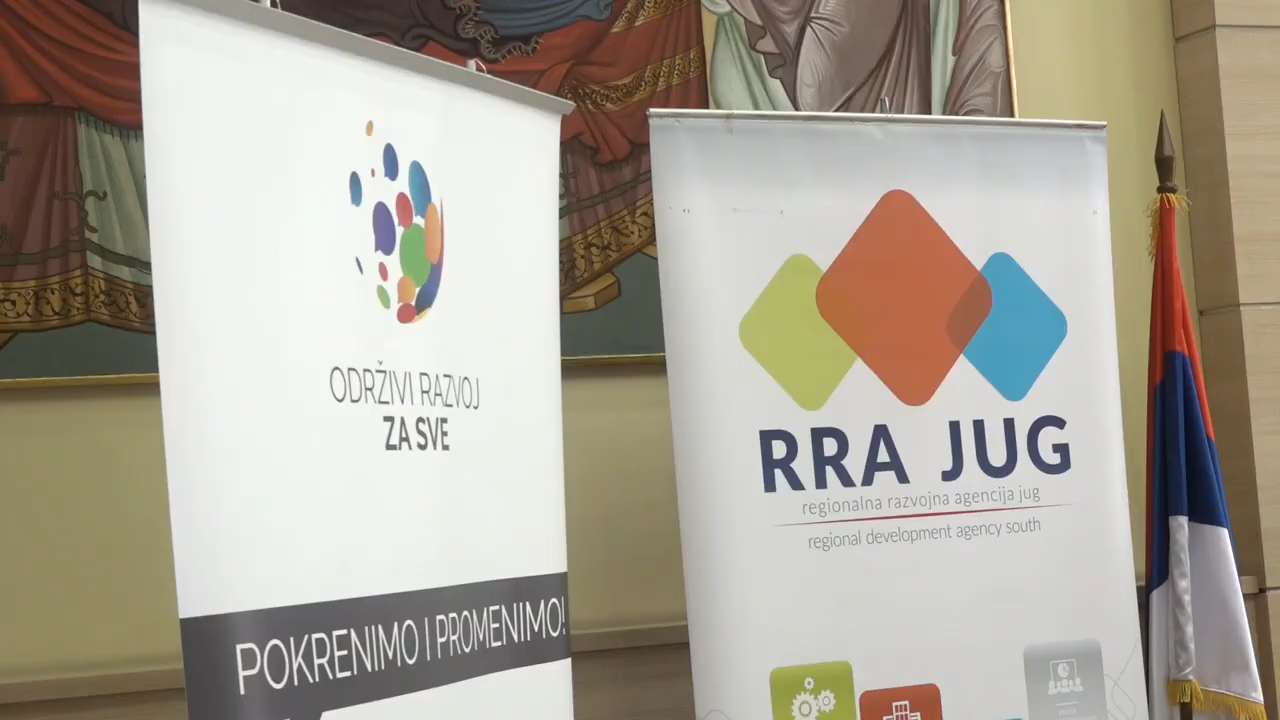 ODRŽIVI RAZVOJ
ZA SVE
POKRENIMO I PROMENIMO!
RRA JUG
regionalna razvojna agencija jug
regional development agency south